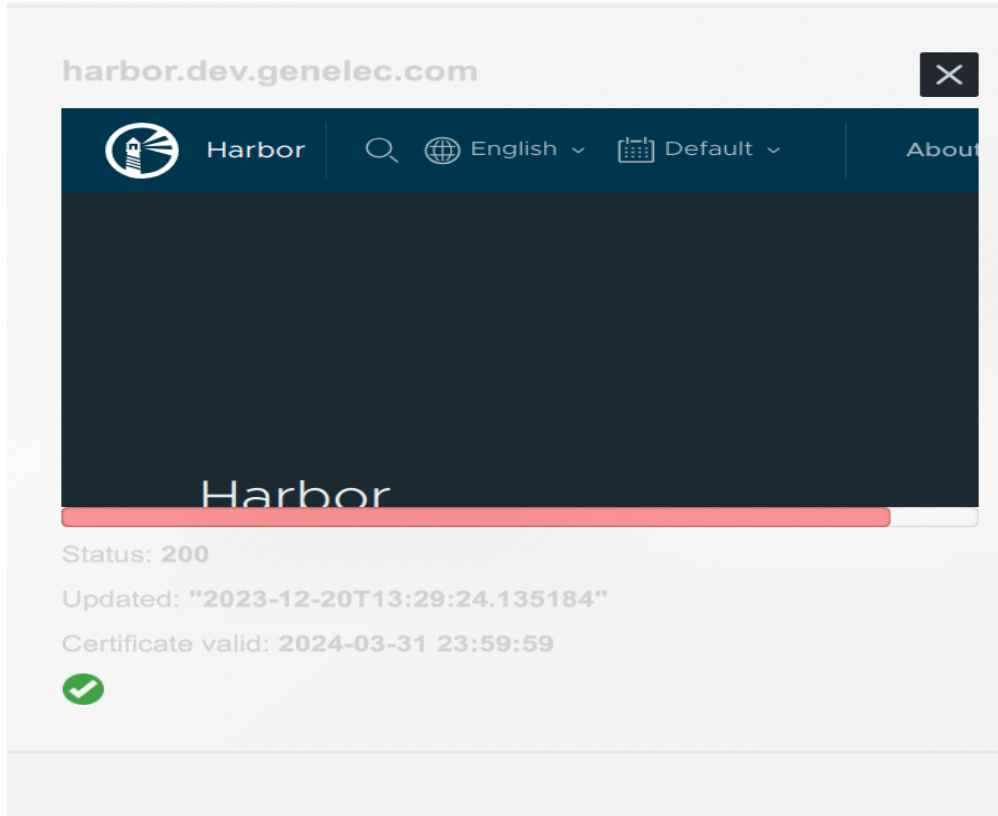 harbor.dev.genelec.com
Harbor English Default About
Harbor
Status: 200
Updated: "2023-12-20T13:29:24.135184"
Certificate valid: 2024-03-31 23:59:59